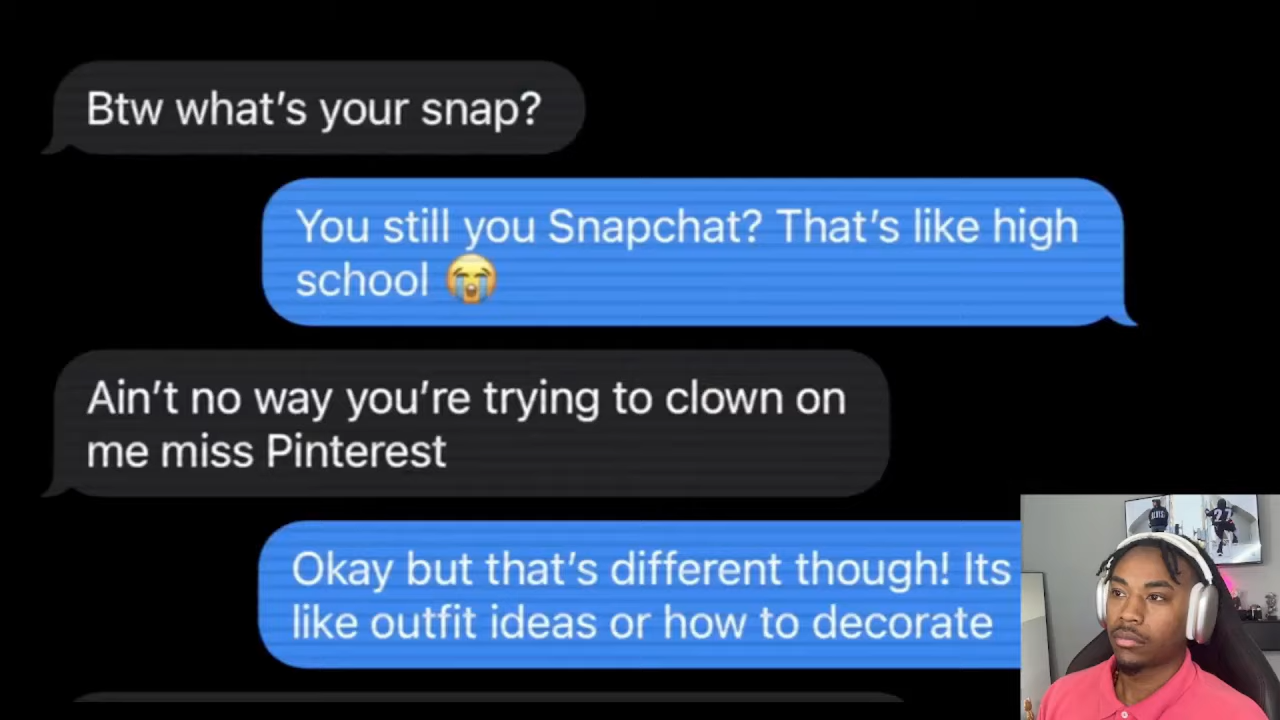 Btw what's your snap?
You still you Snapchat? That's like high
school 😭
Ain't no way you're trying to clown on
me miss Pinterest
Okay but that's different though! Its
like outfit ideas or how to decorate
27